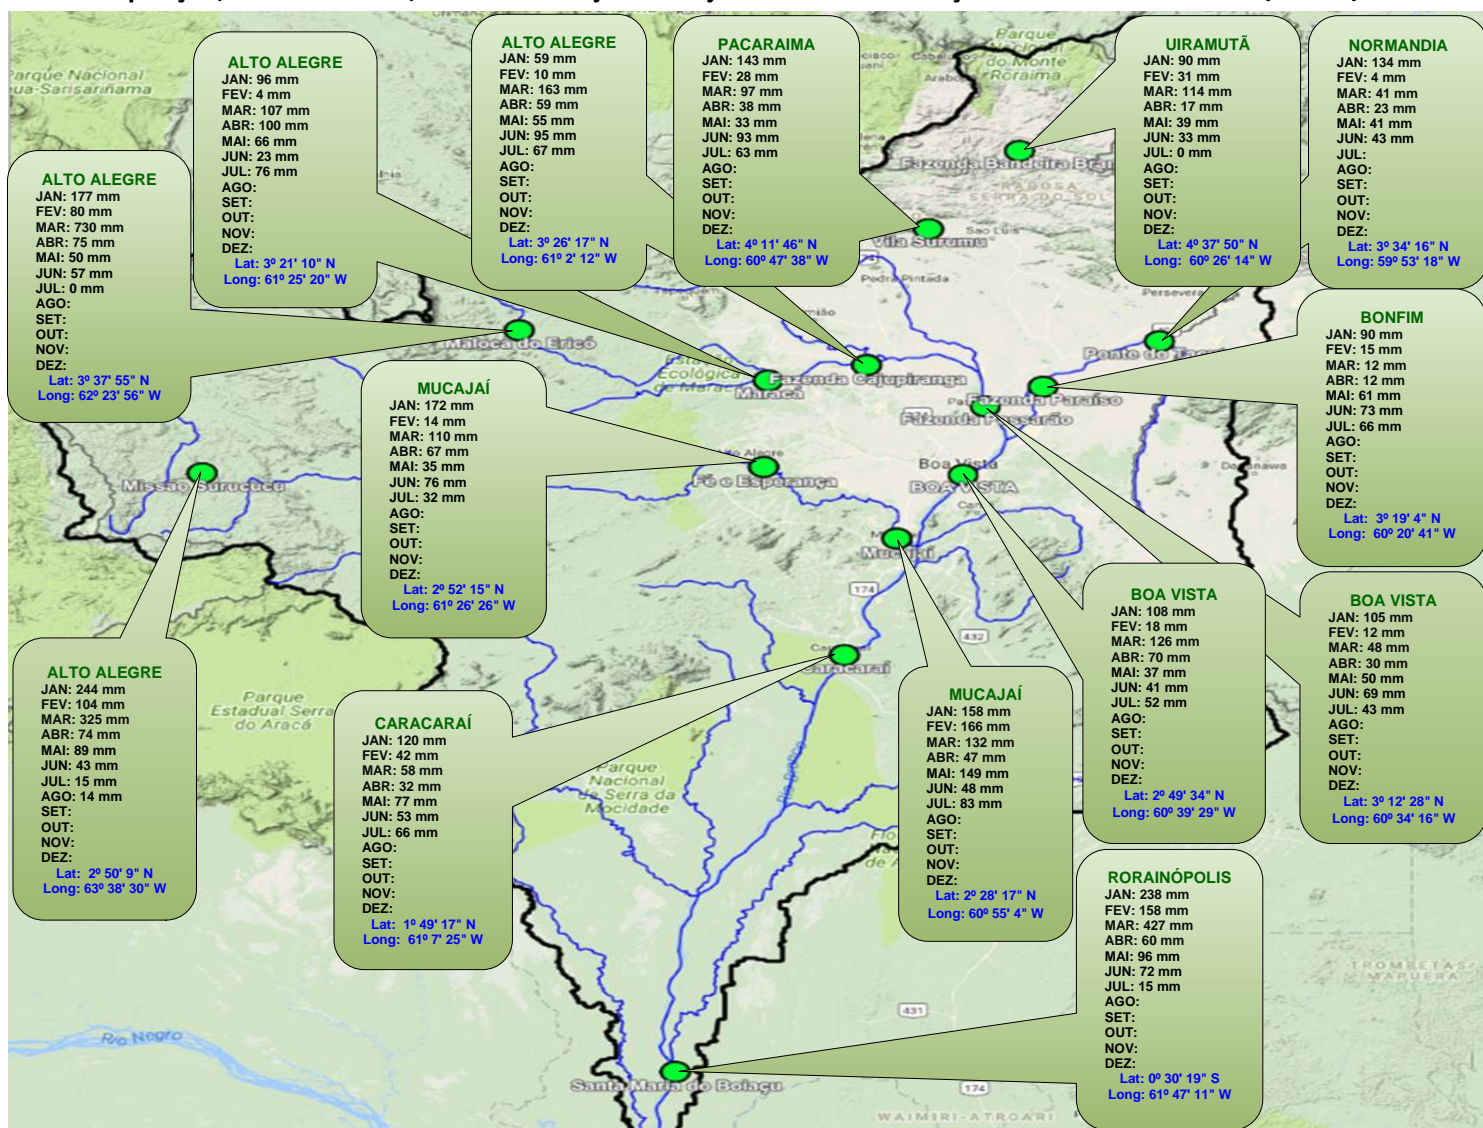 ALTO ALEGRE
JAN: 177 mm
FEV: 80 mm
MAR: 730 mm
ABR: 75 mm
MAI: 50 mm
JUN: 57 mm
JUL: 0 mm
AGO:
SET:
OUT:
NOV:
DEZ:
Lat: 3º 37' 55" N
Long: 62º 23' 56" W
ALTO ALEGRE
JAN: 96 mm
FEV: 4 mm
MAR: 107 mm
ABR: 100 mm
MAI: 66 mm
JUN: 23 mm
JUL: 76 mm
AGO:
SET:
OUT:
NOV:
DEZ:
Lat: 3º 21' 10" N
Long: 61º 25' 20" W
ALTO ALEGRE
JAN: 59 mm
FEV: 10 mm
MAR: 163 mm
ABR: 59 mm
MAI: 55 mm
JUN: 95 mm
JUL: 67 mm
AGO:
SET:
OUT:
NOV:
DEZ:
Lat: 3º 26' 17" N
Long: 61º 2' 12" W
PACARAIMA
JAN: 143 mm
FEV: 28 mm
MAR: 97 mm
ABR: 38 mm
MAI: 33 mm
JUN: 93 mm
JUL: 63 mm
AGO:
SET:
OUT:
NOV:
DEZ:
Lat: 4º 11' 46" N
Long: 60º 47' 38" W
UIRAMUTÃ
JAN: 90 mm
FEV: 31 mm
MAR: 114 mm
ABR: 17 mm
MAI: 39 mm
JUN: 33 mm
JUL: 0 mm
AGO:
SET:
OUT:
NOV:
DEZ:
Lat: 4º 37' 50" N
Long: 60º 26' 14" W
NORMANDIA
JAN: 134 mm
FEV: 4 mm
MAR: 41 mm
ABR: 23 mm
MAI: 41 mm
JUN: 43 mm
JUL:
AGO:
SET:
OUT:
NOV:
DEZ:
Lat: 3º 34' 16" N
Long: 59º 53' 18" W
BONFIM
JAN: 90 mm
FEV: 15 mm
MAR: 12 mm
ABR: 12 mm
MAI: 61 mm
JUN: 73 mm
JUL: 66 mm
AGO:
SET:
OUT:
NOV:
DEZ:
Lat: 3º 19' 4" N
Long: 60º 20' 41" W
MUCAJAÍ
JAN: 172 mm
FEV: 14 mm
MAR: 110 mm
ABR: 67 mm
MAI: 35 mm
JUN: 76 mm
JUL: 32 mm
AGO:
SET:
OUT:
NOV:
DEZ:
Lat: 2º 52' 15" N
Long: 61º 26' 26" W
ALTO ALEGRE
JAN: 244 mm
FEV: 104 mm
MAR: 325 mm
ABR: 74 mm
MAI: 89 mm
JUN: 43 mm
JUL: 15 mm
AGO: 14 mm
SET:
OUT:
NOV:
DEZ:
Lat: 2º 50' 9" N
Long: 63º 38' 30" W
CARACARAÍ
JAN: 120 mm
FEV: 42 mm
MAR: 58 mm
ABR: 32 mm
MAI: 77 mm
JUN: 53 mm
JUL: 66 mm
AGO:
SET:
OUT:
NOV:
DEZ:
Lat: 1º 49' 17" N
Long: 61º 7' 25" W
MUCAJAÍ
JAN: 158 mm
FEV: 166 mm
MAR: 132 mm
ABR: 47 mm
MAI: 149 mm
JUN: 48 mm
JUL: 83 mm
AGO:
SET:
OUT:
NOV:
DEZ:
Lat: 2º 28' 17" N
Long: 60º 55' 4" W
BOA VISTA
JAN: 108 mm
FEV: 18 mm
MAR: 126 mm
ABR: 70 mm
MAI: 37 mm
JUN: 41 mm
JUL: 52 mm
AGO:
SET:
OUT:
NOV:
DEZ:
Lat: 2º 49' 34" N
Long: 60º 39' 29" W
BOA VISTA
JAN: 105 mm
FEV: 12 mm
MAR: 48 mm
ABR: 30 mm
MAI: 50 mm
JUN: 69 mm
JUL: 43 mm
AGO:
SET:
OUT:
NOV:
DEZ:
Lat: 3º 12' 28" N
Long: 60º 34' 16" W
RORAINÓPOLIS
JAN: 238 mm
FEV: 158 mm
MAR: 427 mm
ABR: 60 mm
MAI: 96 mm
JUN: 72 mm
JUL: 15 mm
AGO:
SET:
OUT:
NOV:
DEZ:
Lat: 0º 30' 19" S
Long: 61º 47' 11" W
Parque Nacional
Parque
do Monte
Roraima
Fazenda Bandeira
RAPOSA
SERRA DO SOL
Vila Surumu
Sao Luis
Pedra Pintada
Maloca do Ericó
Ponte do
Estação
Ecológica
de Maracá
Maracá
Fazenda Cajupiranga
Fazenda Paraíso
Fazenda Passarão
Missão Surucucu
Fé e Esperança
Boa Vista
BOA VISTA
Mucajaí
174
432
Caracaraí
Parque
Estadual Serra
do Aracá
Parque
Nacional
da Serra da
Mocidade
Rio Branco
Rio Negro
431
174
Santa Maria do Boiaçu
TROMBETAS/
MAPUERA
WAIMIRI-ATROARI